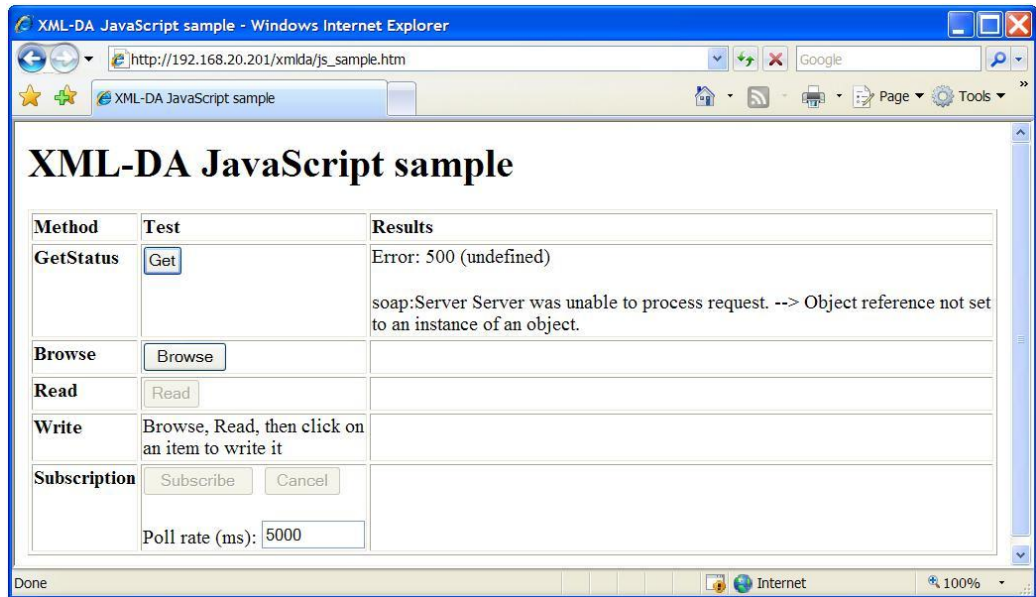 XML-DA JavaScript sample - Windows Internet Explorer
http://192.168.20.201/xmlda/js_sample.htm
Google
XML-DA JavaScript sample
Page
Tools
»
XML-DA JavaScript sample
Method Test Results
GetStatus Get Error: 500 (undefined)
soap:Server Server was unable to process request. --> Object reference not set
to an instance of an object.
Browse Browse
Read Read
Write Browse, Read, then click on
an item to write it
Subscription Subscribe Cancel
Poll rate (ms): 5000
Done Internet 100%